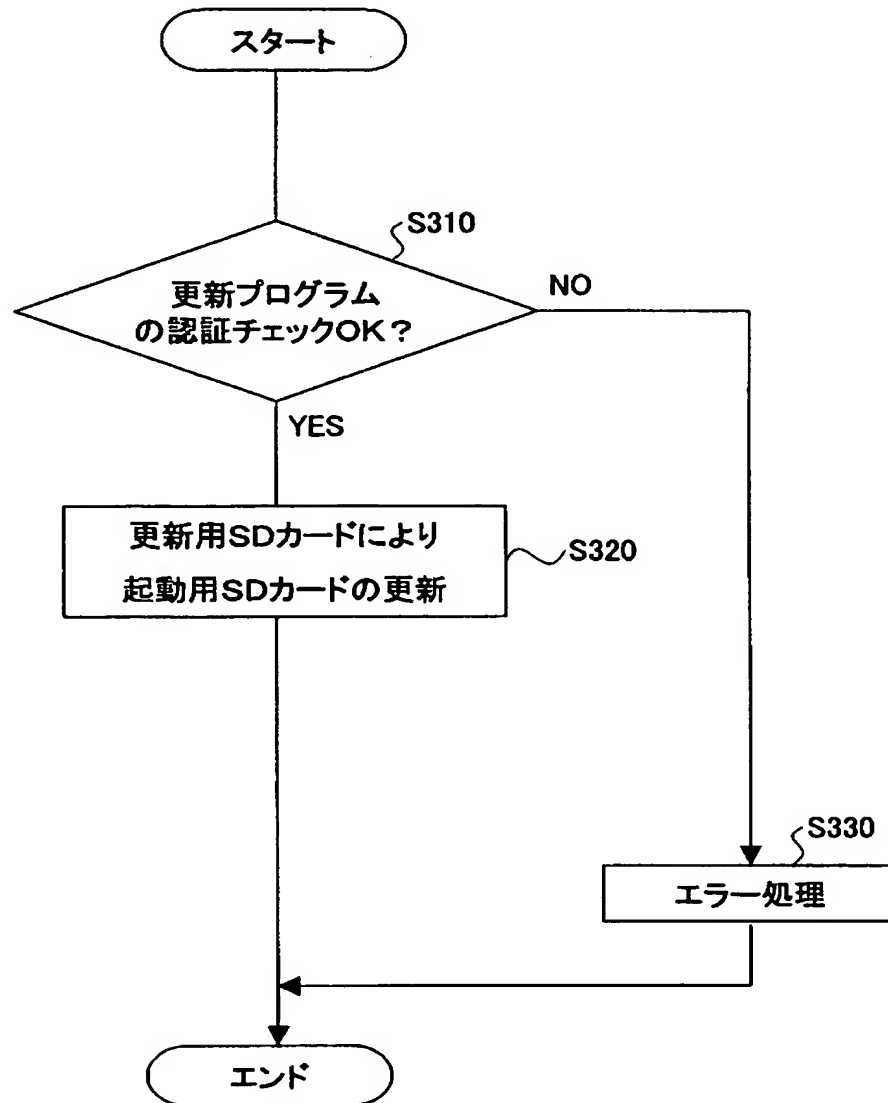 スタート
S310
更新プログラム
の認証チェックOK?
NO
YES
更新用SDカードにより
起動用SDカードの更新
S320
S330
エラー処理
エンド